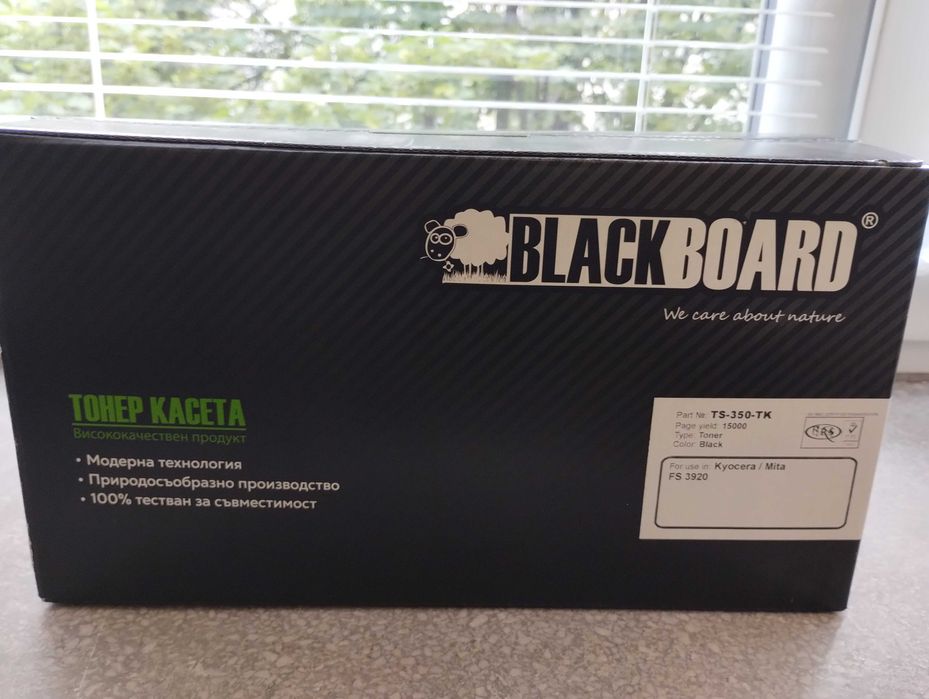 BLACKBOARD®
We care about nature
ТОНЕР КАСЕТА
Висококачествен продукт
• Модерна технология
• Природосъобразно производство
• 100% тестван за съвместимост
Part №: TS-350-TK
Page yield: 15000
Type: Toner
Color: Black
For use in: Kyocera / Mita
FS 3920